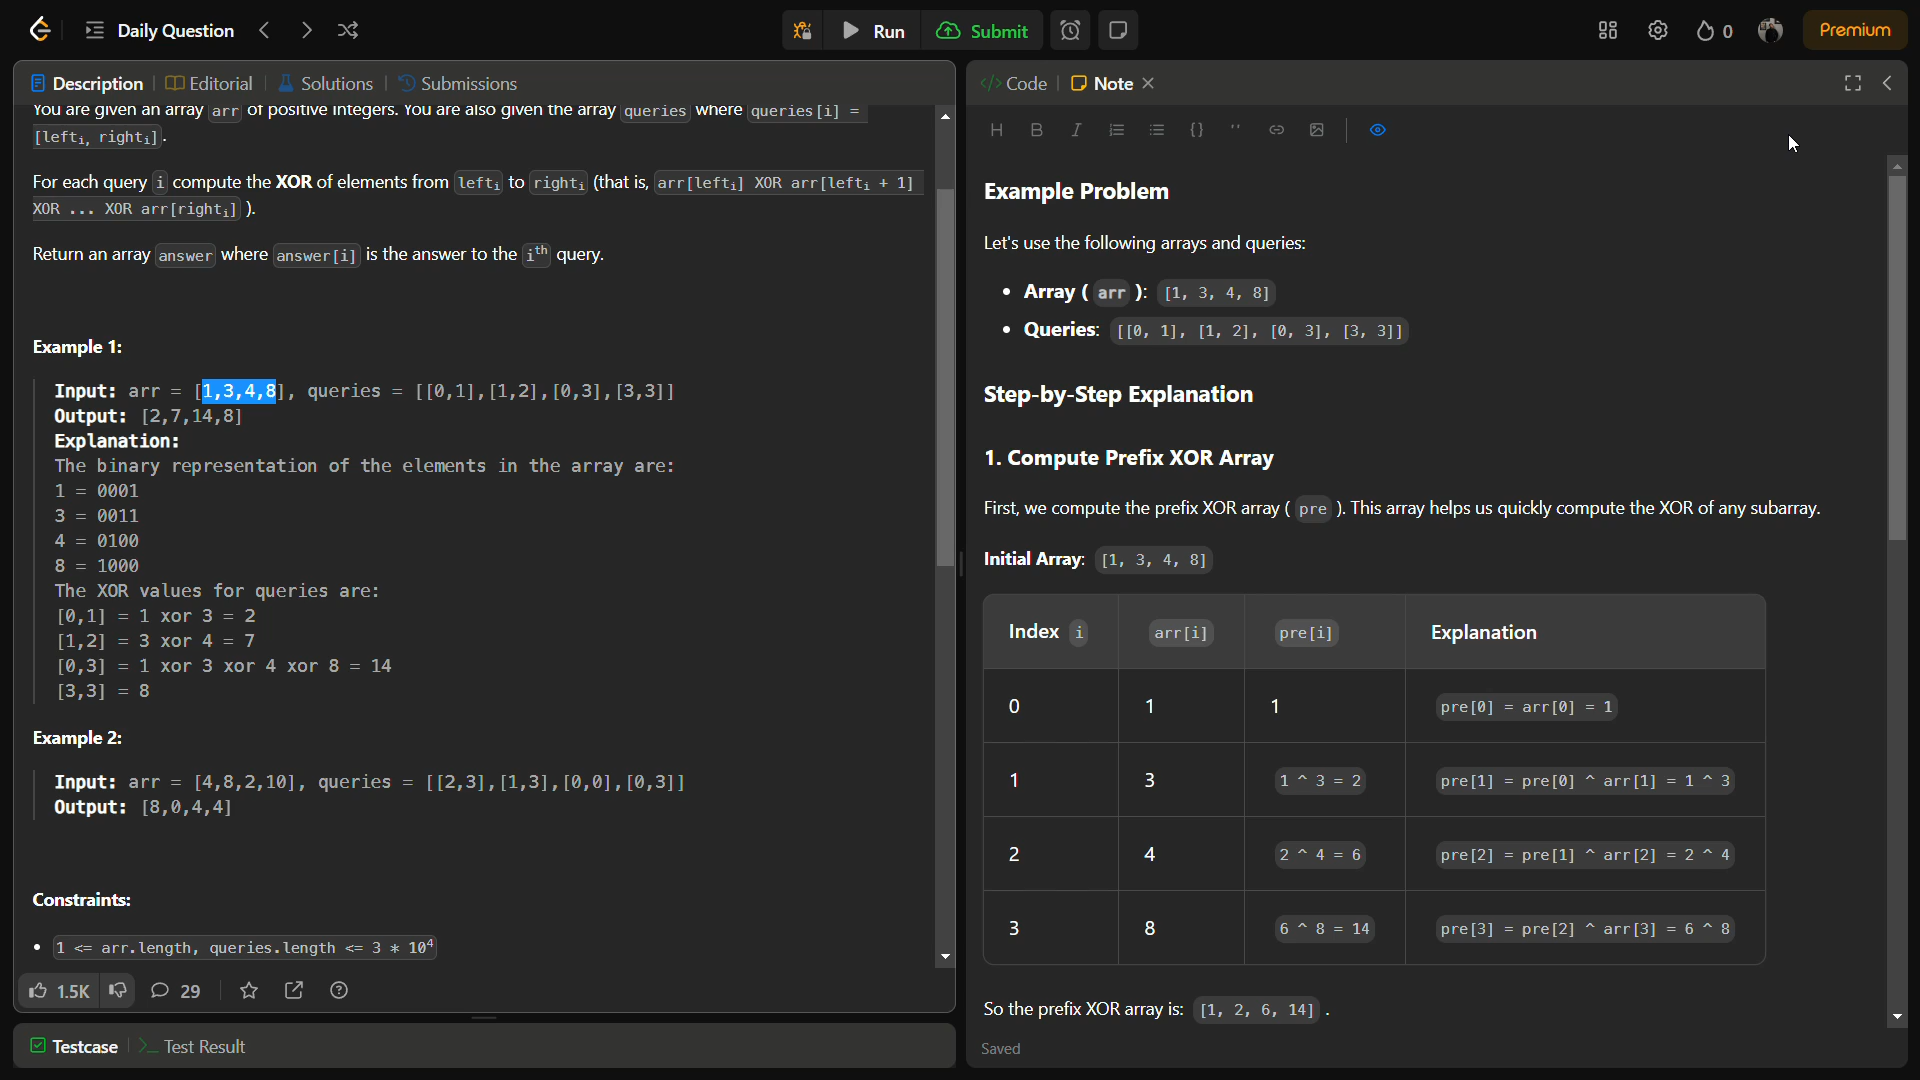 Daily Question
Run
Submit
0
Premium
Description
Editorial
Solutions
Submissions
You are given an array arr of positive integers. You are also given the array queries where queries[i] =
[leftᵢ, rightᵢ].
For each query i compute the XOR of elements from leftᵢ to rightᵢ (that is, arr[leftᵢ] XOR arr[leftᵢ + 1]
XOR ... XOR arr[rightᵢ] ).
Return an array answer where answer[i] is the answer to the iᵗʰ query.
Example 1:
Input: arr = [1,3,4,8], queries = [[0,1],[1,2],[0,3],[3,3]]
Output: [2,7,14,8]
Explanation:
The binary representation of the elements in the array are:
1 = 0001
3 = 0011
4 = 0100
8 = 1000
The XOR values for queries are:
[0,1] = 1 xor 3 = 2
[1,2] = 3 xor 4 = 7
[0,3] = 1 xor 3 xor 4 xor 8 = 14
[3,3] = 8
Example 2:
Input: arr = [4,8,2,10], queries = [[2,3],[1,3],[0,0],[0,3]]
Output: [8,0,4,4]
Constraints:
• 1 <= arr.length, queries.length <= 3 * 10⁴
1.5K
29
Testcase
Test Result
Code
Note
Example Problem
Let's use the following arrays and queries:
• Array ( arr ): [1, 3, 4, 8]
• Queries: [[0, 1], [1, 2], [0, 3], [3, 3]]
Step-by-Step Explanation
1. Compute Prefix XOR Array
First, we compute the prefix XOR array ( pre ). This array helps us quickly compute the XOR of any subarray.
Initial Array: [1, 3, 4, 8]
Index i arr[i] pre[i] Explanation
0 1 1 pre[0] = arr[0] = 1
1 3 1 ^ 3 = 2 pre[1] = pre[0] ^ arr[1] = 1 ^ 3
2 4 2 ^ 4 = 6 pre[2] = pre[1] ^ arr[2] = 2 ^ 4
3 8 6 ^ 8 = 14 pre[3] = pre[2] ^ arr[3] = 6 ^ 8
So the prefix XOR array is: [1, 2, 6, 14] .
Saved